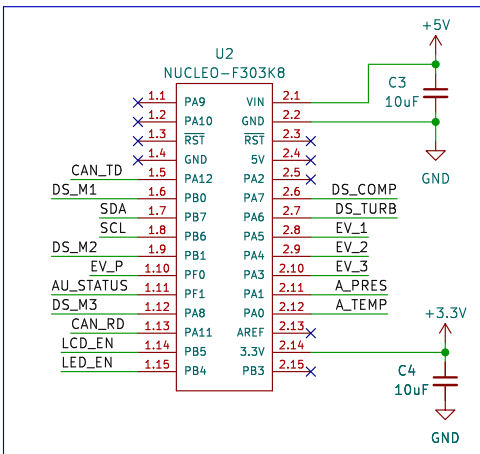 +5V
U2
NUCLEO-F303K8
C3
10uF
1.1 PA9 VIN 2.1
1.2 PA10 GND 2.2
1.3 RST RST 2.3
1.4 GND 5V 2.4
GND
CAN_TD 1.5 PA12 PA2 2.5
DS_M1 1.6 PB0 PA7 2.6 DS_COMP
SDA 1.7 PB7 PA6 2.7 DS_TURB
SCL 1.8 PB6 PA5 2.8 EV_1
DS_M2 1.9 PB1 PA4 2.9 EV_2
EV_P 1.10 PF0 PA3 2.10 EV_3
AU_STATUS 1.11 PF1 PA1 2.11 A_PRES
DS_M3 1.12 PA8 PA0 2.12 A_TEMP
+3.3V
CAN_RD 1.13 PA11 AREF 2.13
LCD_EN 1.14 PB5 3.3V 2.14
LED_EN 1.15 PB4 PB3 2.15
C4
10uF
GND